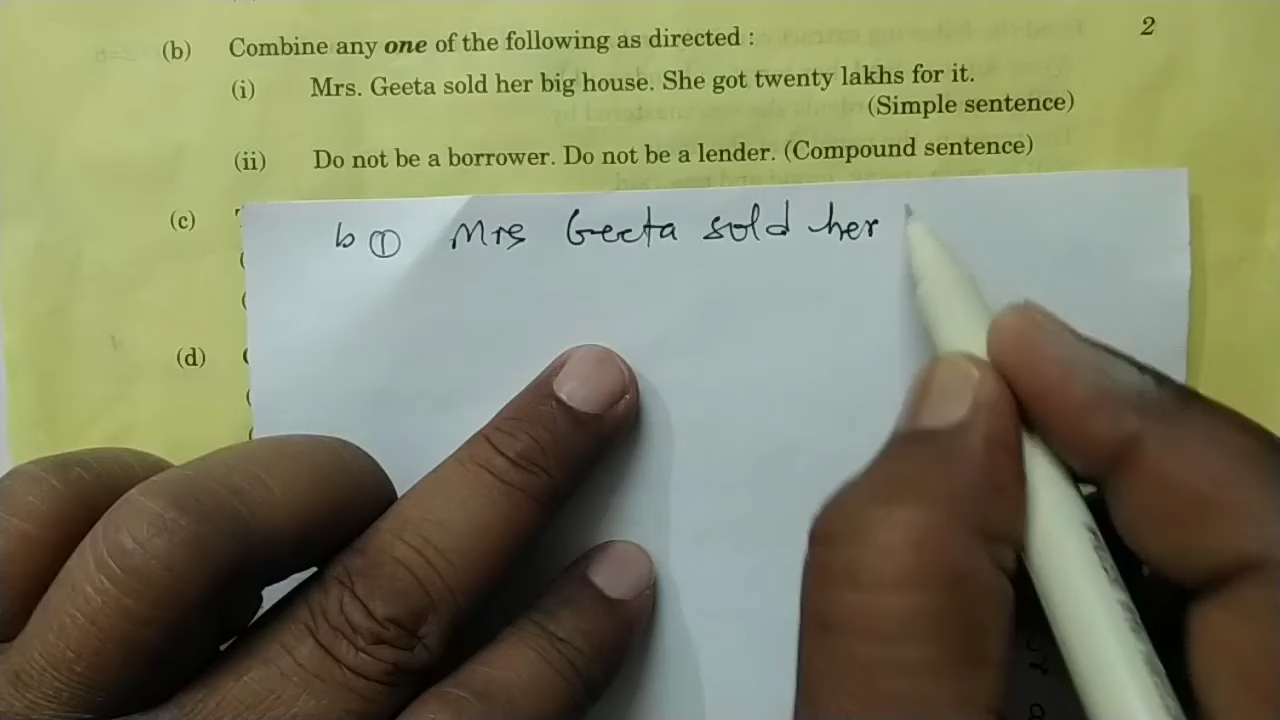 (b) Combine any one of the following as directed : 2
(i) Mrs. Geeta sold her big house. She got twenty lakhs for it.
(Simple sentence)
(ii) Do not be a borrower. Do not be a lender. (Compound sentence)
(c)
b ① Mrs Geeta sold her
(d)